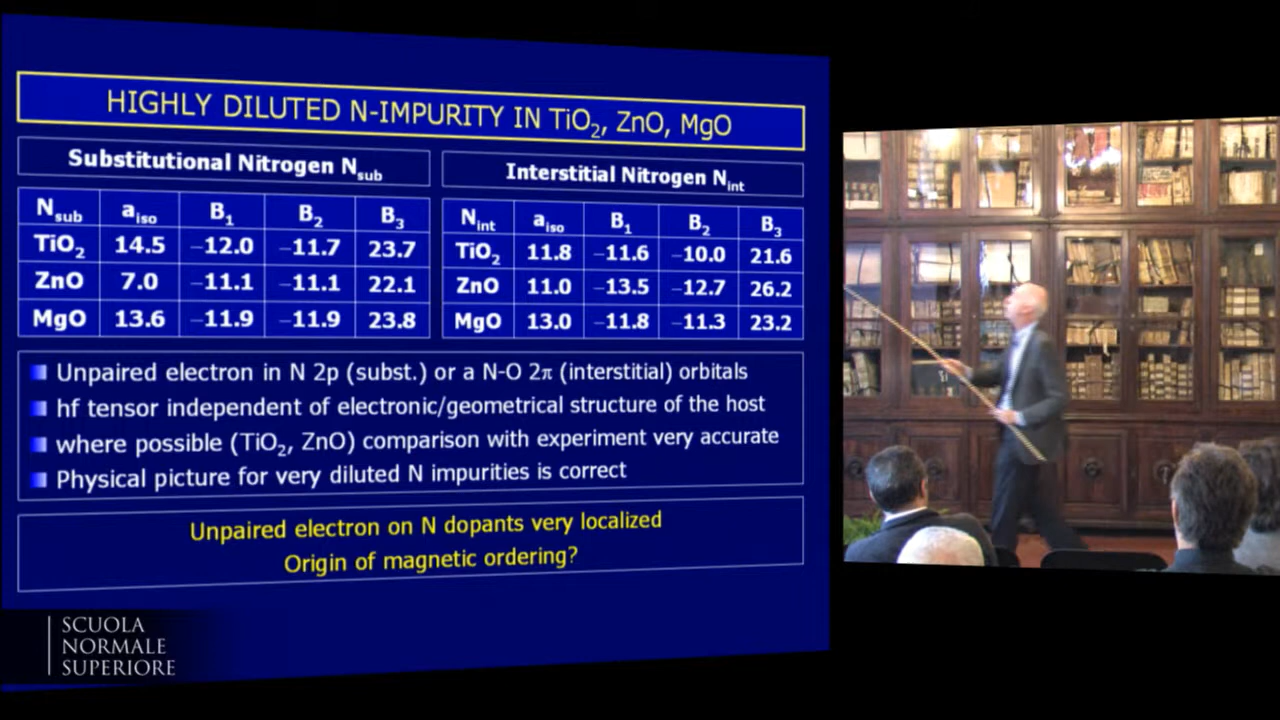 HIGHLY DILUTED N-IMPURITY IN TiO₂, ZnO, MgO
Substitutional Nitrogen Nsub
N_sub a_iso B₁ B₂ B₃
TiO₂ 14.5 –12.0 –11.7 23.7
ZnO 7.0 –11.1 –11.1 22.1
MgO 13.6 –11.9 –11.9 23.8
Interstitial Nitrogen Nint
N_int a_iso B₁ B₂ B₃
TiO₂ 11.8 –11.6 –10.0 21.6
ZnO 11.0 –13.5 –12.7 26.2
MgO 13.0 –11.8 –11.3 23.2
Unpaired electron in N 2p (subst.) or a N-O 2π (interstitial) orbitals
hf tensor independent of electronic/geometrical structure of the host
where possible (TiO₂, ZnO) comparison with experiment very accurate
Physical picture for very diluted N impurities is correct
Unpaired electron on N dopants very localized
Origin of magnetic ordering?
SCUOLA
NORMALE
SUPERIORE